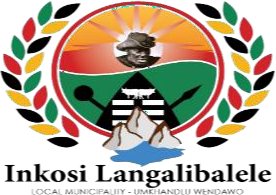 Inkosi Langalibalele
LOCAL MUNICIPALITY - UMKHANDLU WENDAWO